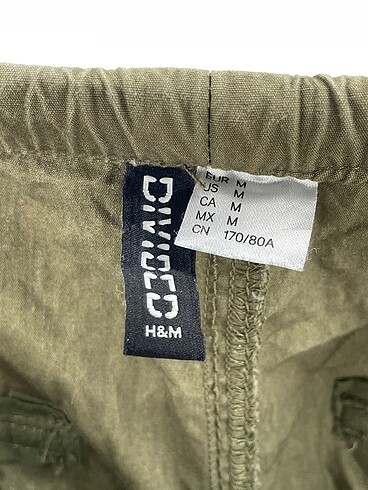 DIVIDED
H&M
EUR M
US M
CA M
MX M
CN 170/80A